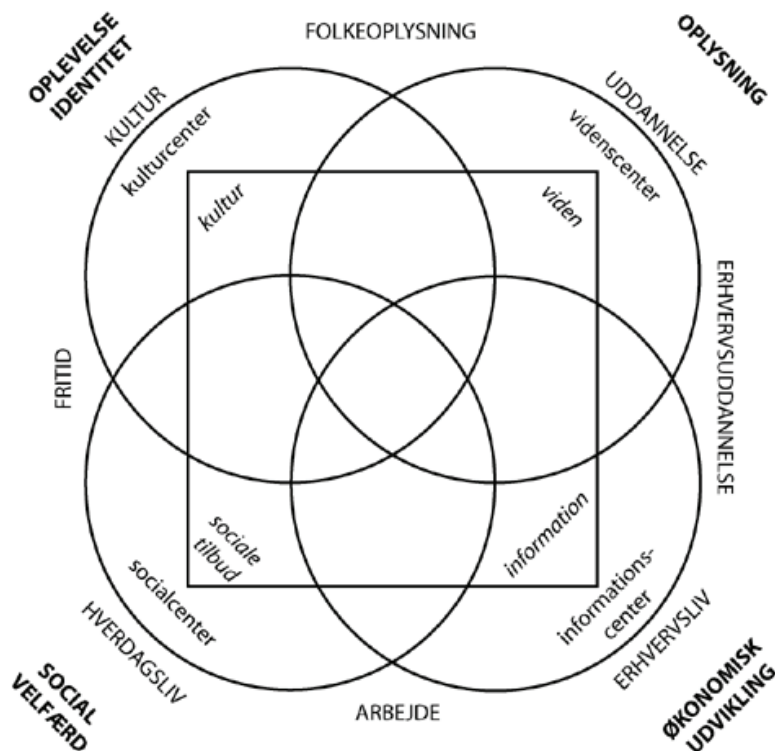 FOLKEOPLYSNING
OPLEVELSE
IDENTITET
OPLYSNING
KULTUR
kulturcenter
UDDANNELSE
videnscenter
kultur
viden
FRITID
ERHVERVSUDDANNELSE
sociale
tilbud
information
socialcenter
informations-
center
HVERDAGSLIV
ERHVERVSLIV
SOCIAL
VELFÆRD
ARBEJDE
ØKONOMISK
UDVIKLING